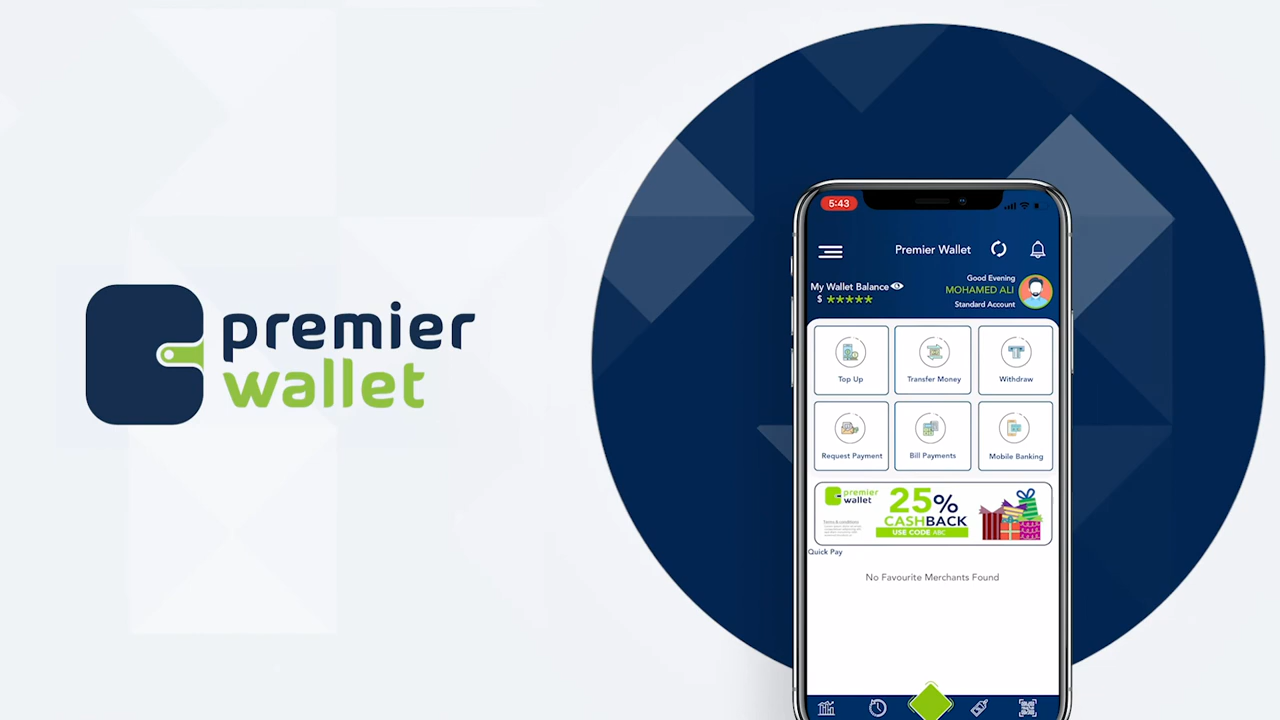 premier
wallet
5:43
Premier Wallet
My Wallet Balance
$ *****
Good Evening
MOHAMED ALI
Standard Account
Top Up
Transfer Money
Withdraw
Request Payment
Bill Payments
Mobile Banking
premier
wallet
Terms & conditions
25%
CASHBACK
USE CODE ABC
Quick Pay
No Favourite Merchants Found